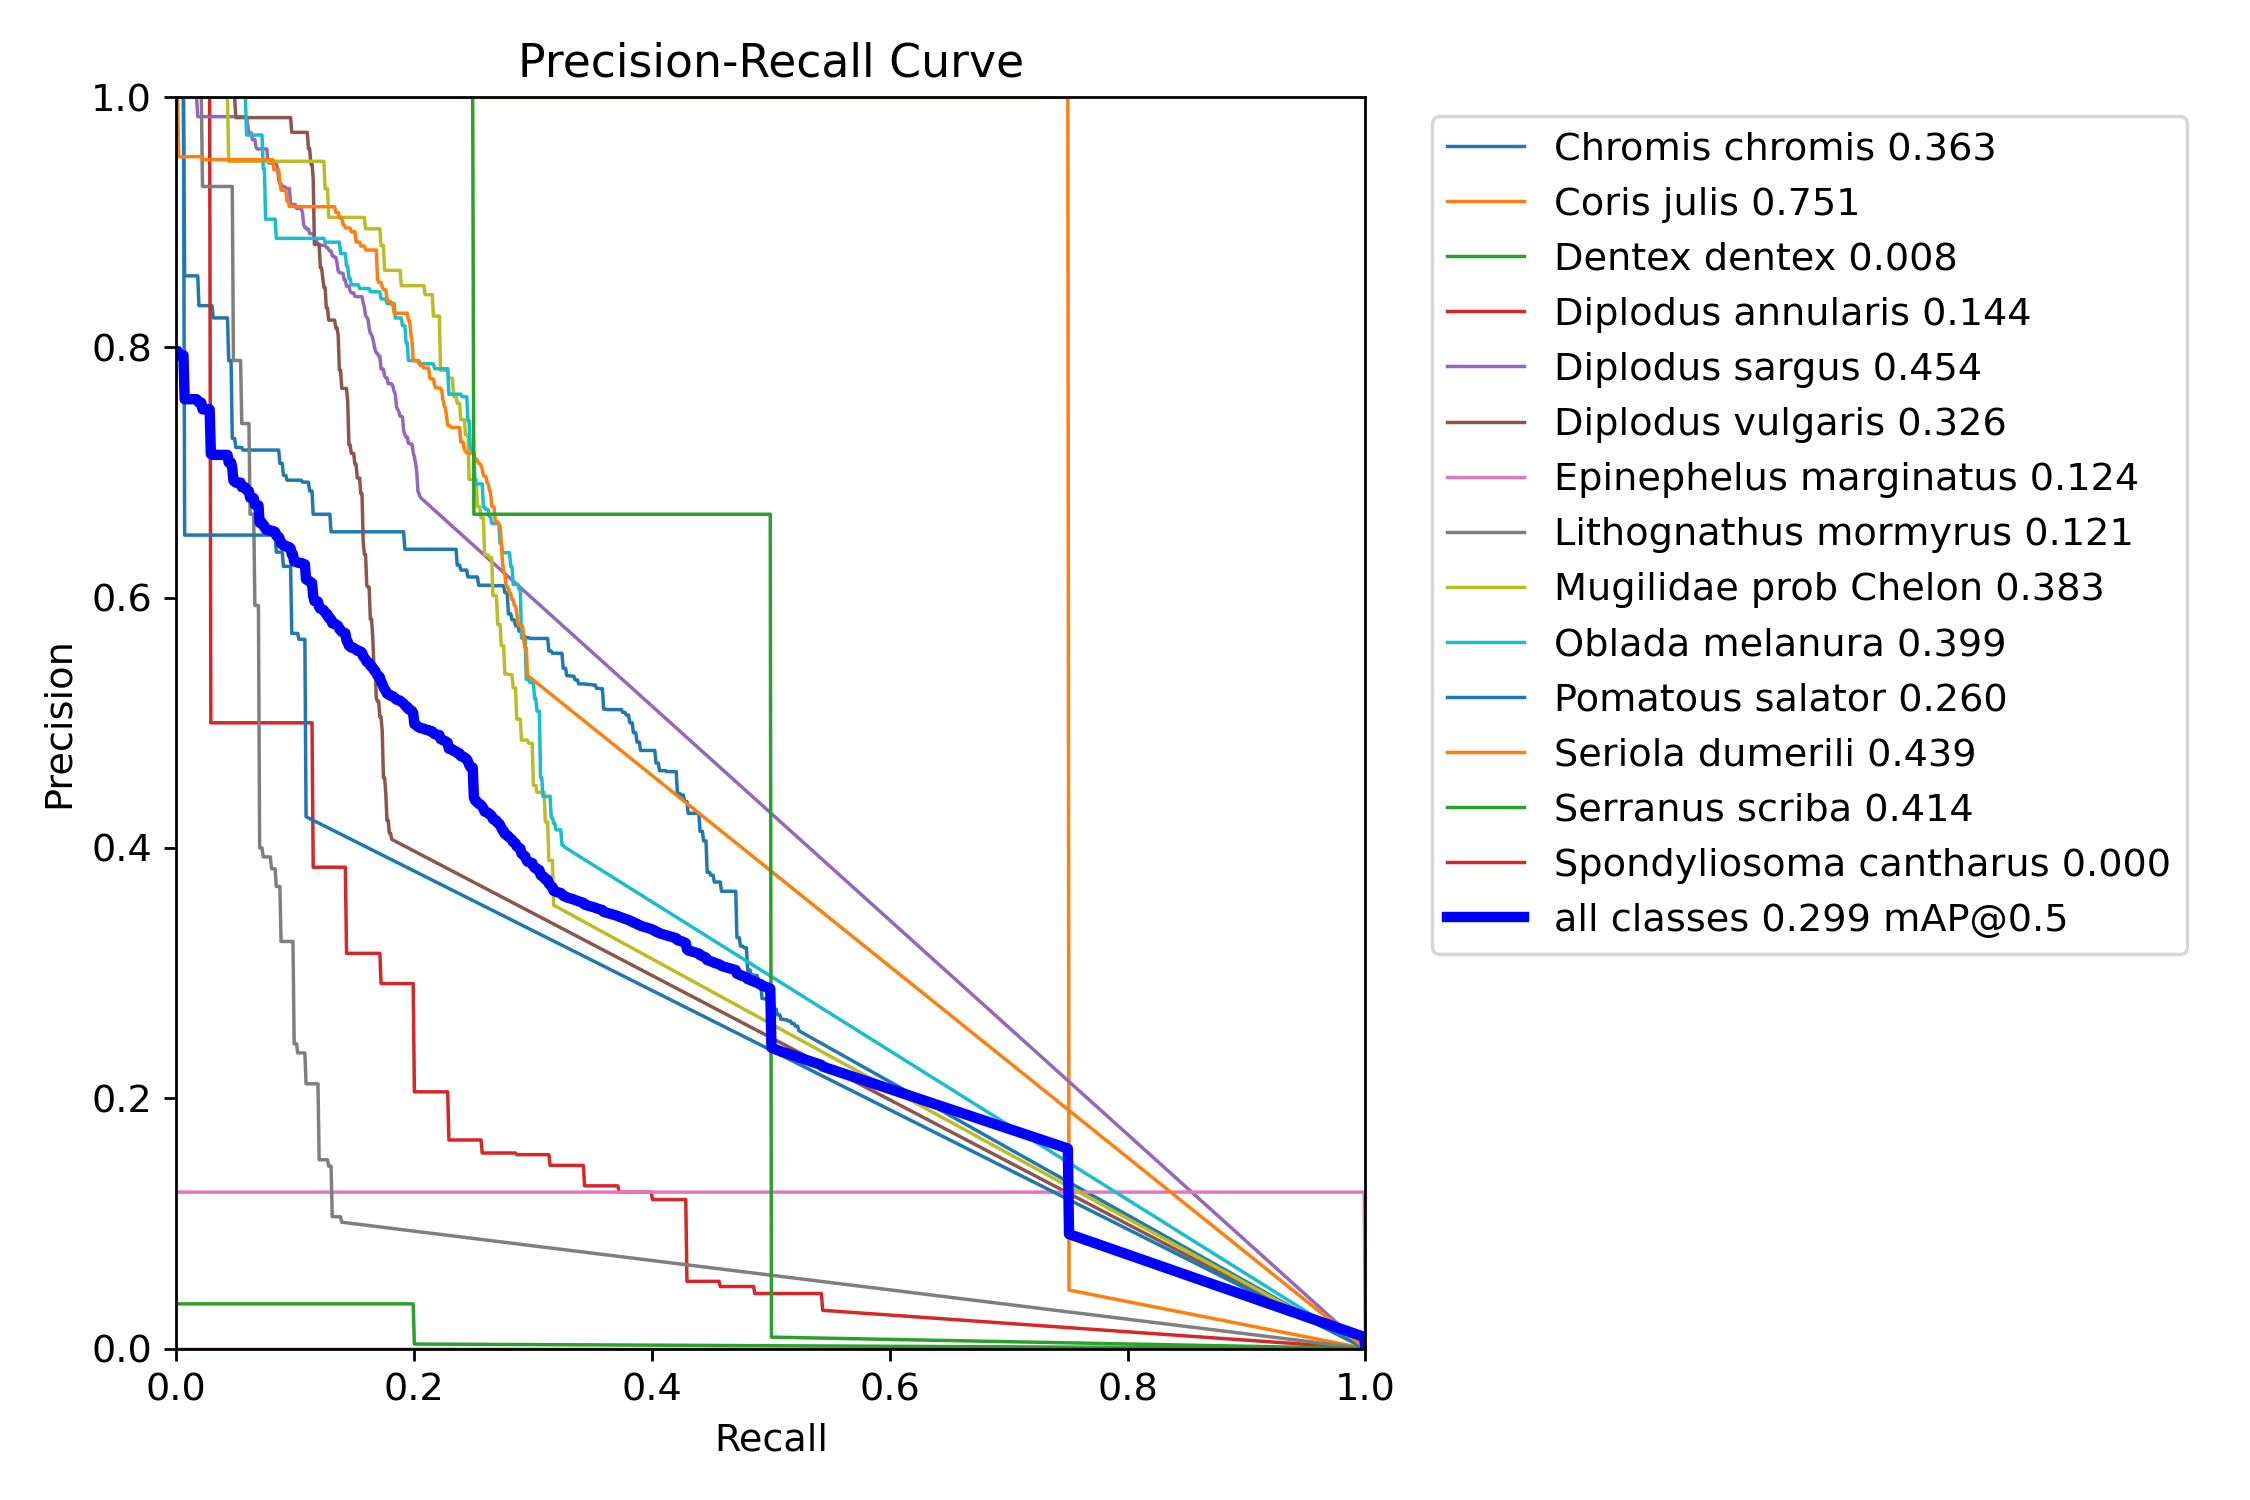 Precision-Recall Curve
1.0
0.8
0.6
0.4
0.2
0.0
Precision
0.0 0.2 0.4 0.6 0.8 1.0
Recall
Chromis chromis 0.363
Coris julis 0.751
Dentex dentex 0.008
Diplodus annularis 0.144
Diplodus sargus 0.454
Diplodus vulgaris 0.326
Epinephelus marginatus 0.124
Lithognathus mormyrus 0.121
Mugilidae prob Chelon 0.383
Oblada melanura 0.399
Pomatous salator 0.260
Seriola dumerili 0.439
Serranus scriba 0.414
Spondyliosoma cantharus 0.000
all classes 0.299 mAP@0.5